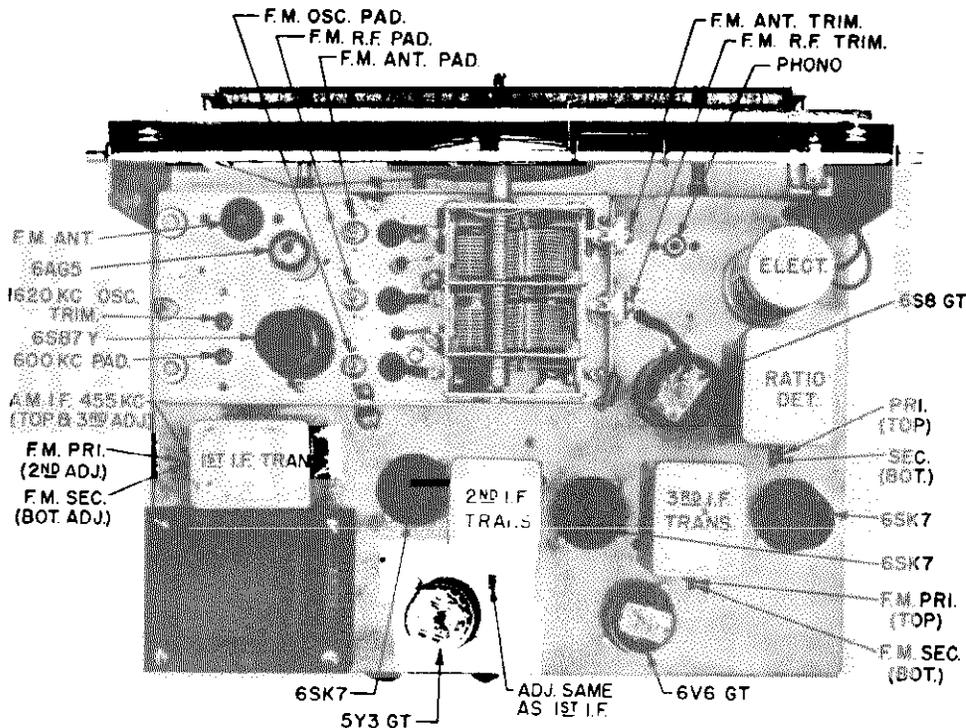 F.M. OSC. PAD.
F.M. R.F. PAD.
F.M. ANT. PAD.
F.M. ANT. TRIM.
F.M. R.F. TRIM.
PHONO
F.M. ANT.
6AG5
1620 KC OSC.
TRIM.
6SB7Y
600 KC PAD.
A.M. I.F. 455 KC
(TOP & 3RD ADJ.)
F.M. PRI.
(2ND ADJ.)
F.M. SEC.
(BOT. ADJ.)
1ST I.F. TRANS
2ND I.F.
TRANS
3RD I.F.
TRANS.
ELECT.
6S8 GT
RATIO
DET.
PRI.
(TOP)
SEC.
(BOT.)
6SK7
6SK7
F.M. PRI.
(TOP)
F.M. SEC.
(BOT.)
6SK7
5Y3 GT
ADJ. SAME
AS 1ST I.F.
6V6 GT